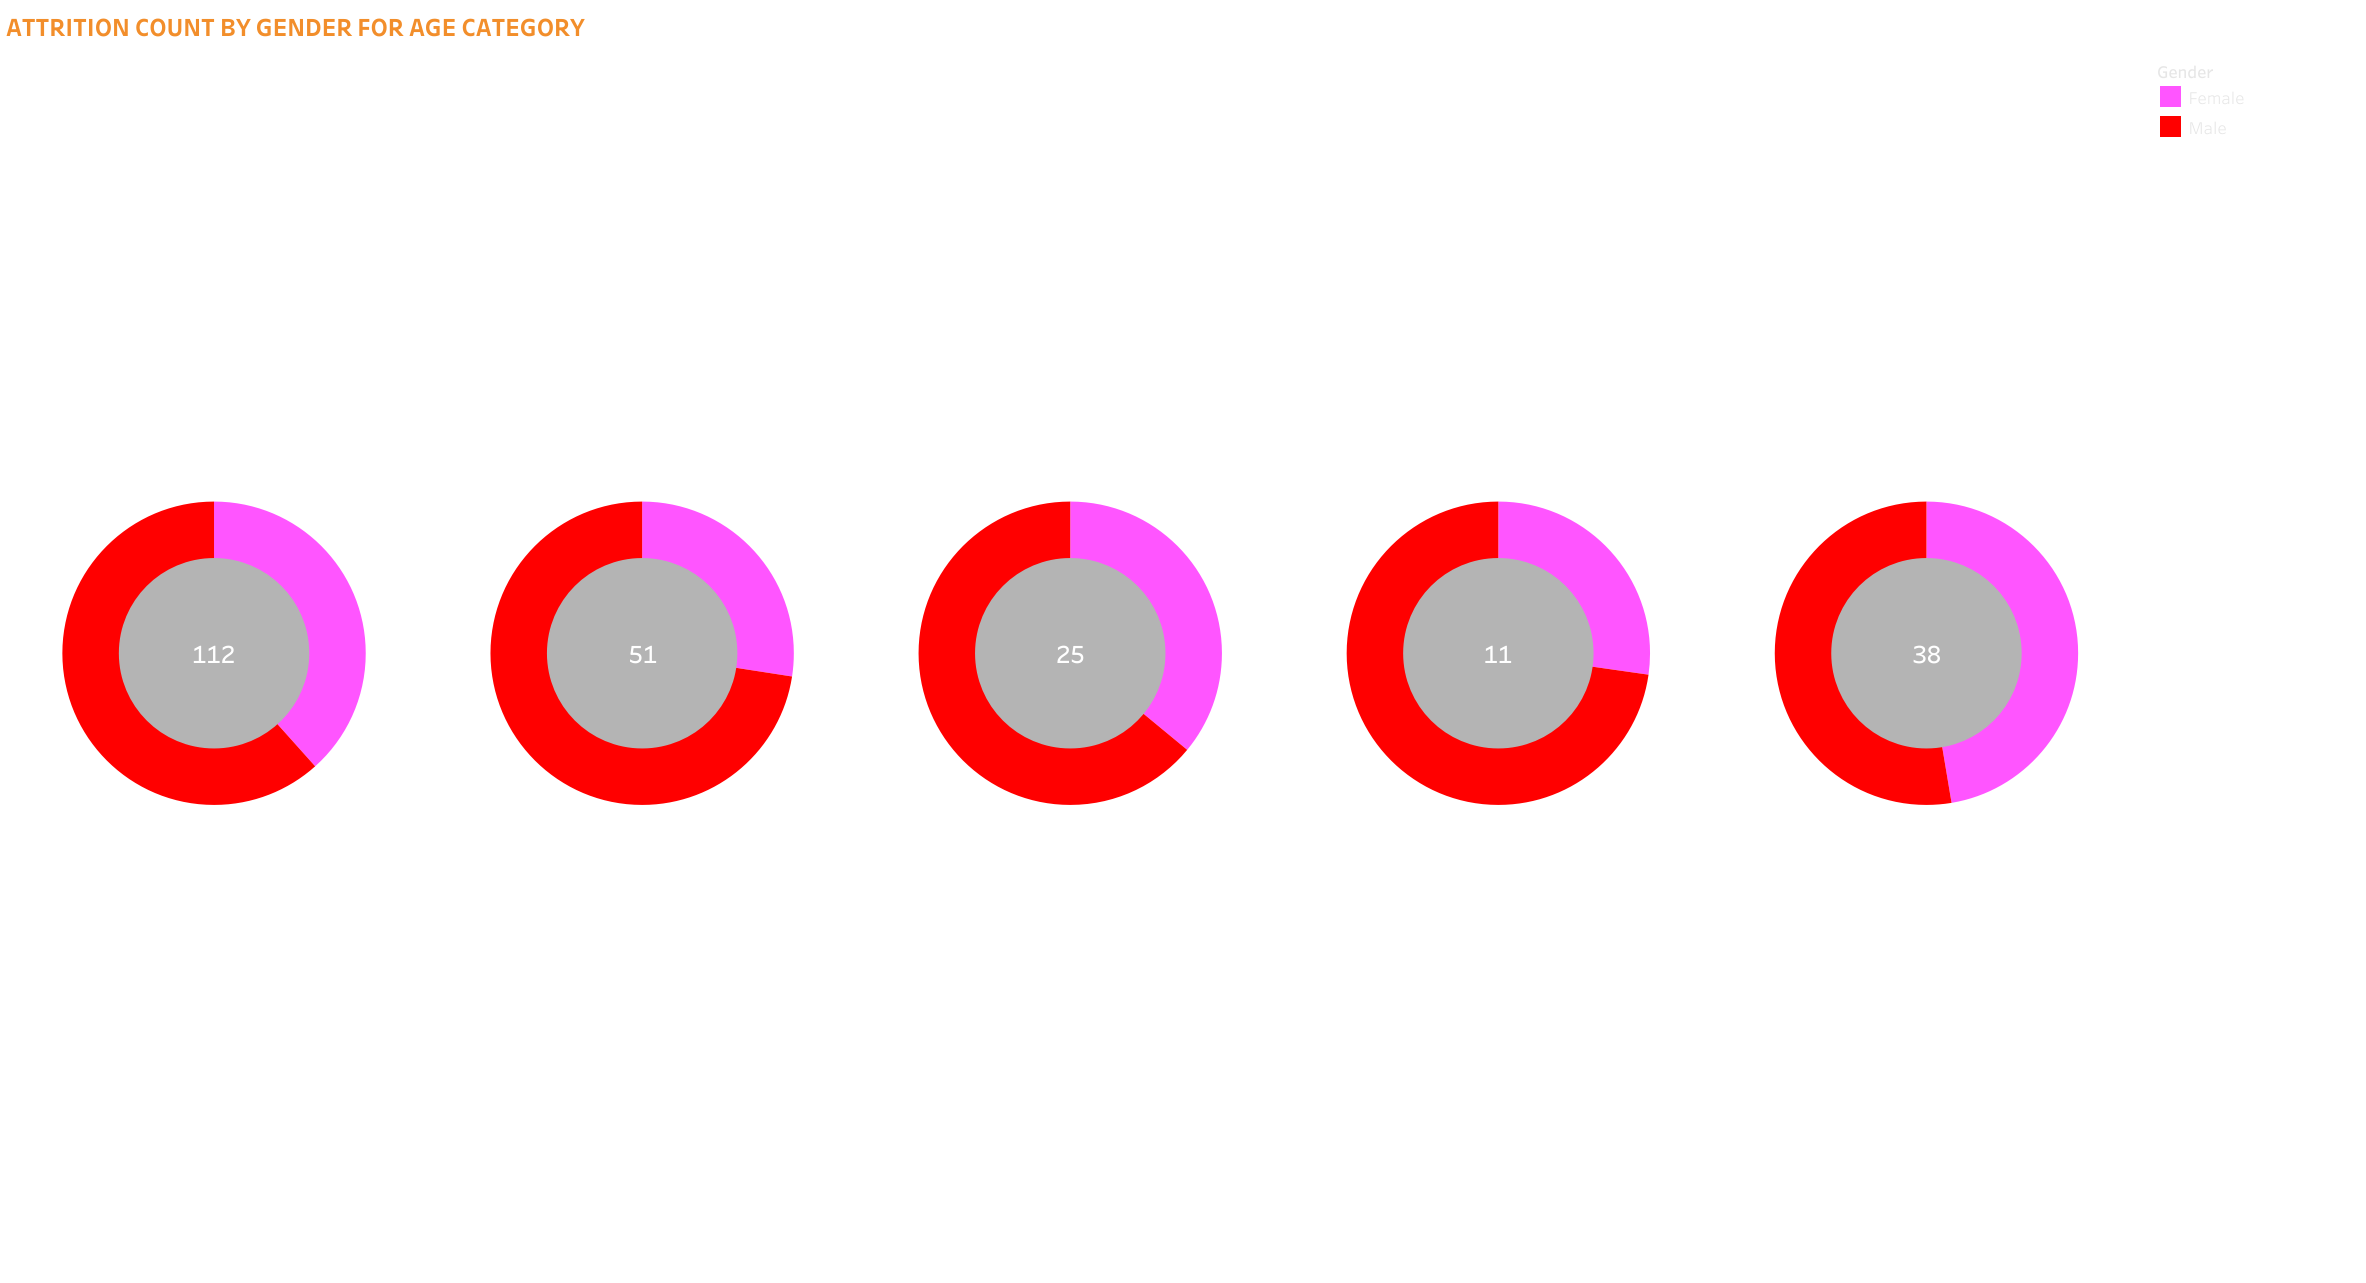 ATTRITION COUNT BY GENDER FOR AGE CATEGORY
Gender
Female
Male
112
51
25
11
38